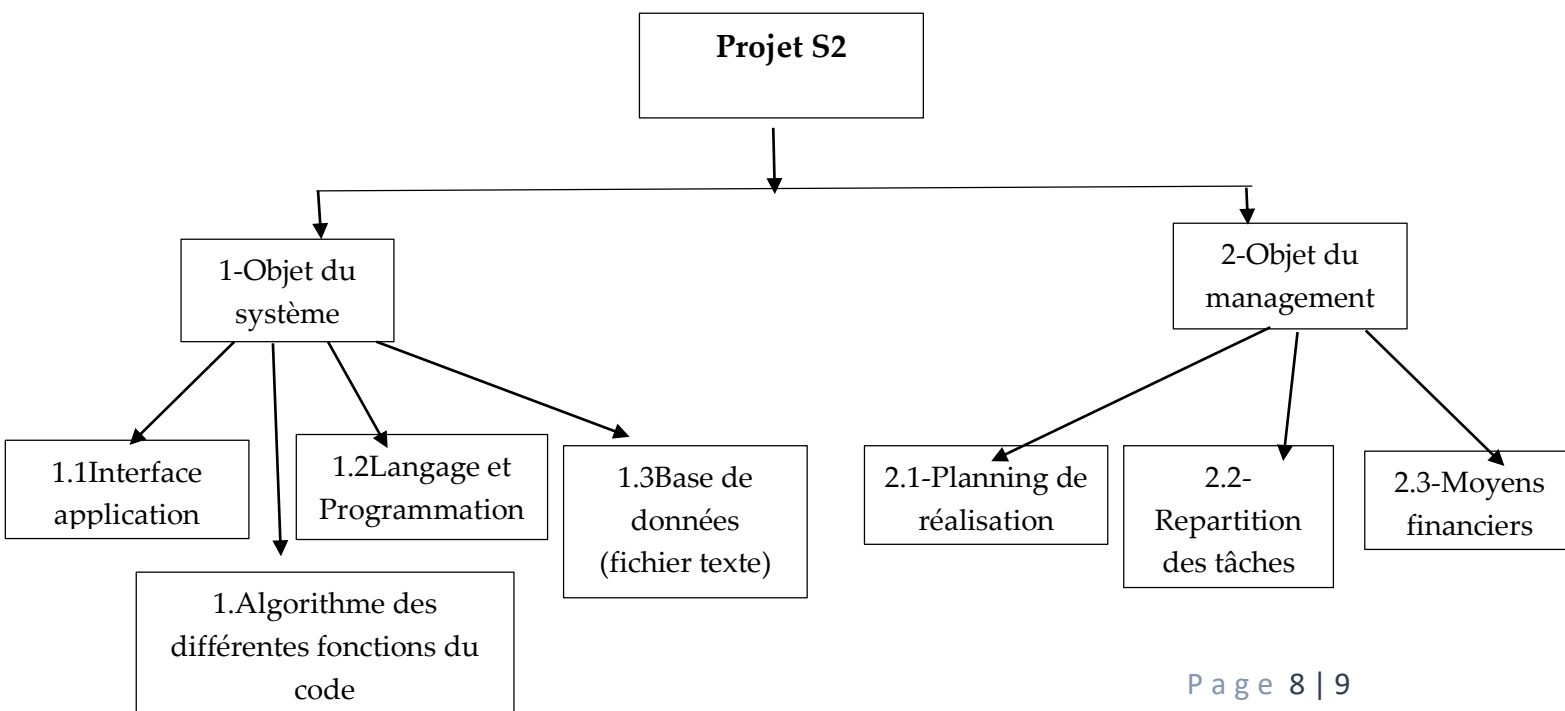 Projet S2
1-Objet du
système
2-Objet du
management
1.1Interface
application
1.2Langage et
Programmation
1.3Base de
données
(fichier texte)
2.1-Planning de
réalisation
2.2-
Repartition
des tâches
2.3-Moyens
financiers
1.Algorithme des
différentes fonctions du
code
Page 8 | 9